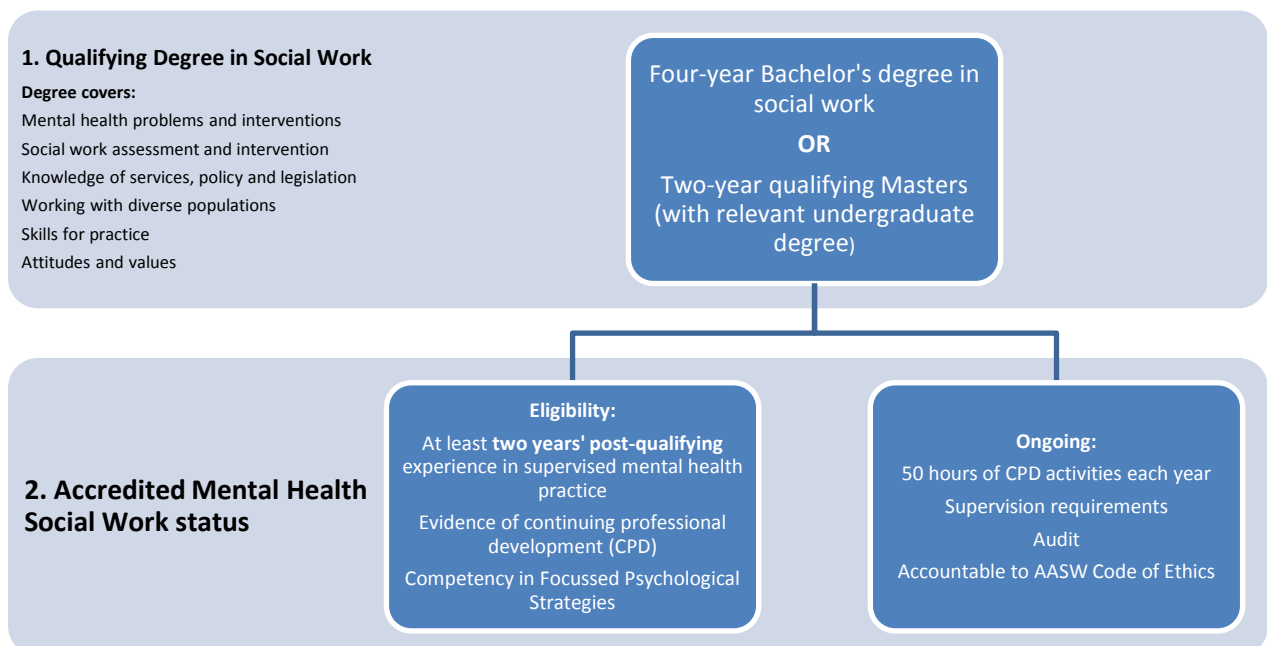 1. Qualifying Degree in Social Work
Degree covers:
Mental health problems and interventions
Social work assessment and intervention
Knowledge of services, policy and legislation
Working with diverse populations
Skills for practice
Attitudes and values
Four-year Bachelor's degree in
social work
OR
Two-year qualifying Masters
(with relevant undergraduate
degree)
2. Accredited Mental Health
Social Work status
Eligibility:
At least two years' post-qualifying
experience in supervised mental health
practice
Evidence of continuing professional
development (CPD)
Competency in Focussed Psychological
Strategies
Ongoing:
50 hours of CPD activities each year
Supervision requirements
Audit
Accountable to AASW Code of Ethics